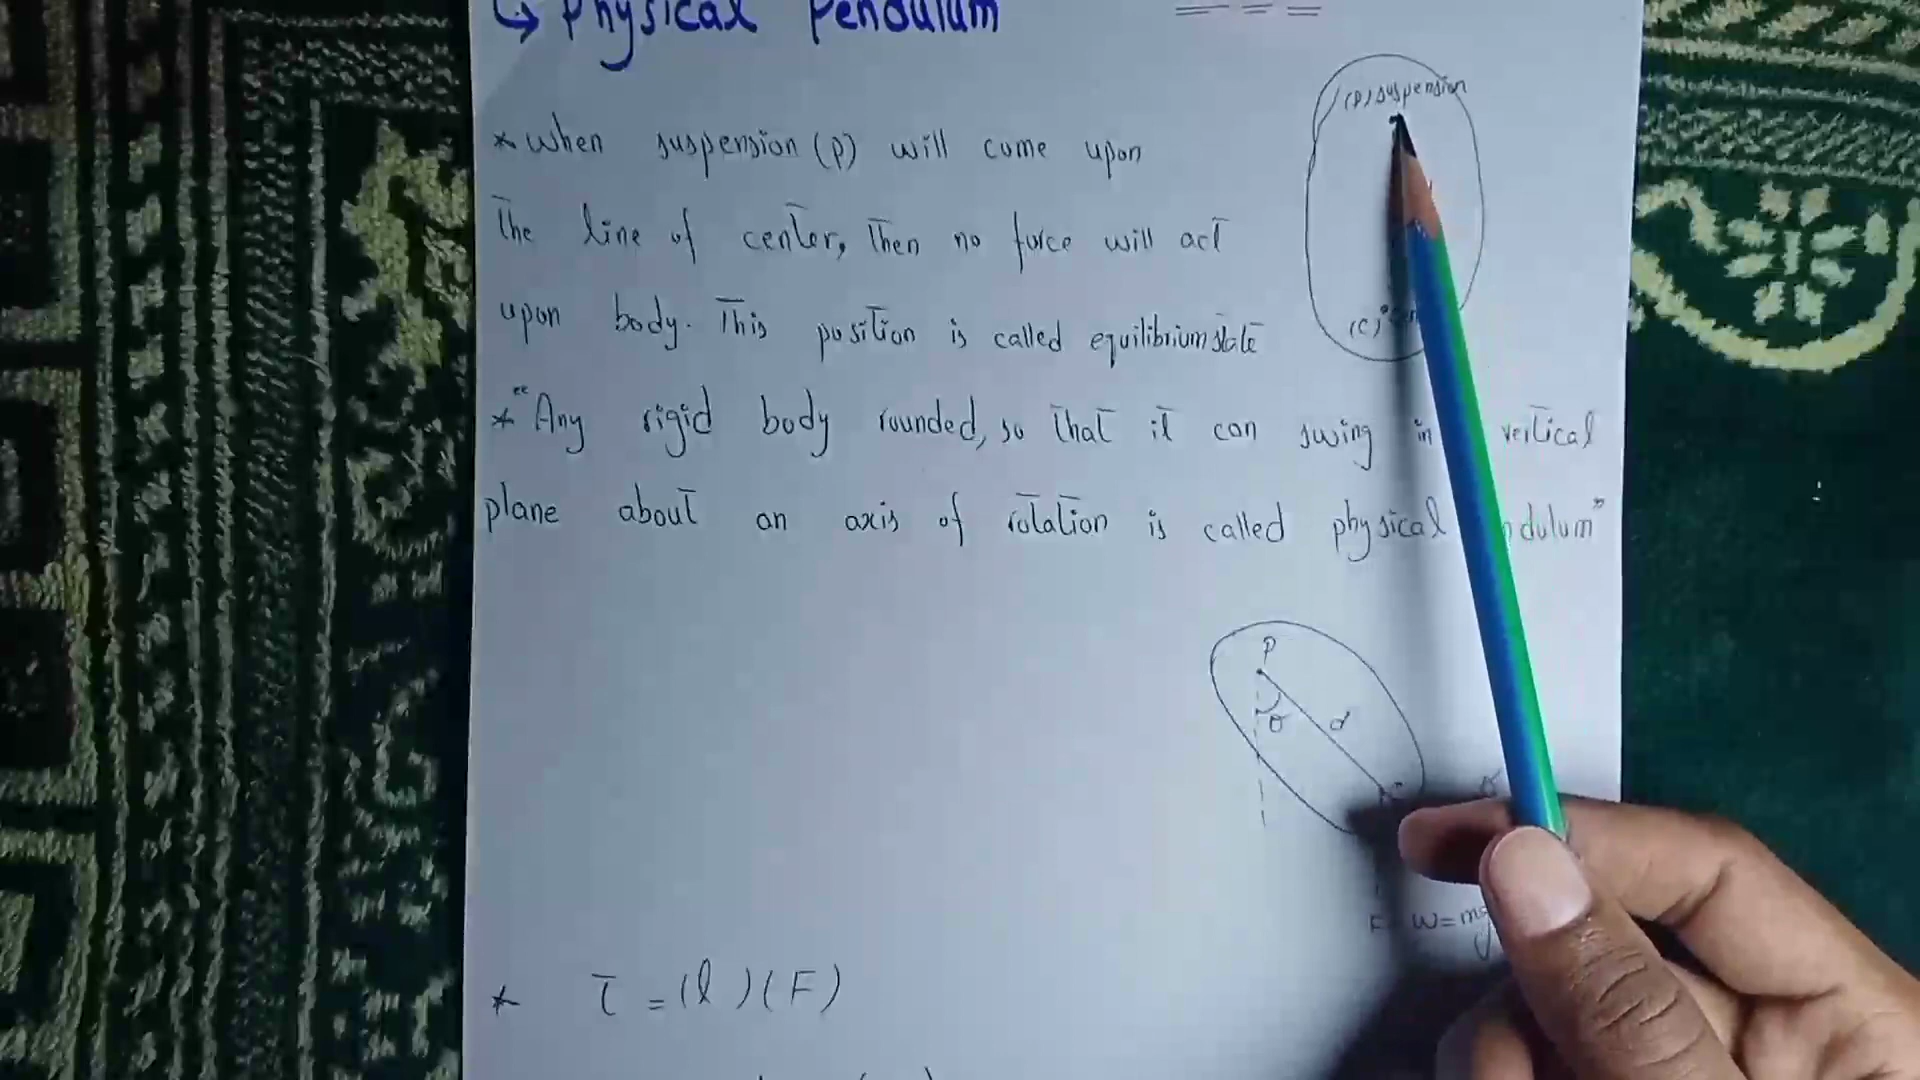 ↳ Physical Pendulum
(P) suspension
* when suspension (P) will come upon
The line of center, Then no force will act
upon body. This position is called equilibrium state
(C)
* "Any rigid body rounded, so that it can swing in vertical
plane about an axis of rotation is called physical dulum"
P
θ d
W=mg
* τ = (l)(F)